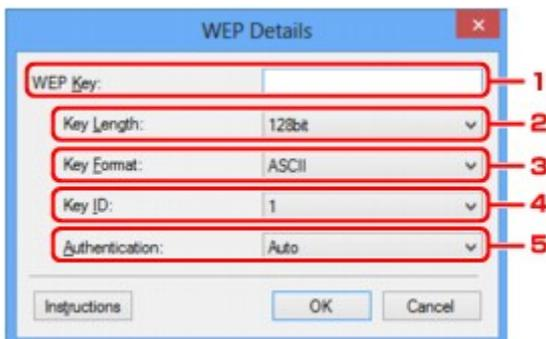 WEP Details
WEP Key: 1
Key Length: 128bit 2
Key Format: ASCII 3
Key ID: 1 4
Authentication: Auto 5
Instructions OK Cancel